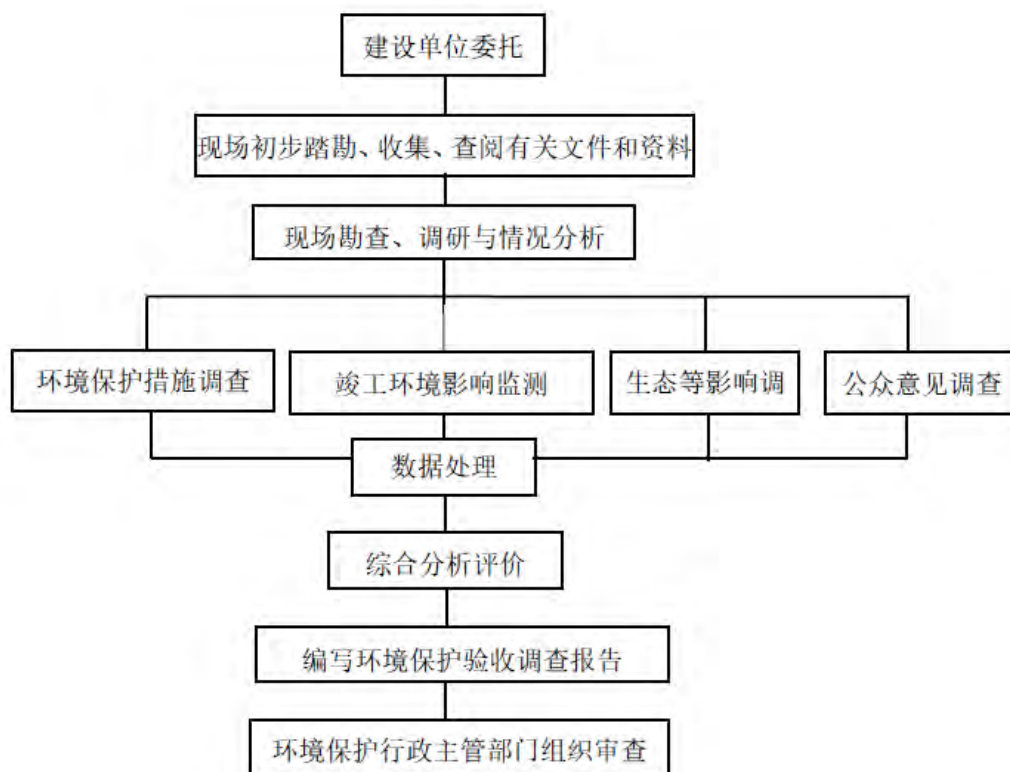 建设单位委托
现场初步踏勘、收集、查阅有关文件和资料
现场勘查、调研与情况分析
环境保护措施调查
竣工环境影响监测
生态等影响调
公众意见调查
数据处理
综合分析评价
编写环境保护验收调查报告
环境保护行政主管部门组织审查